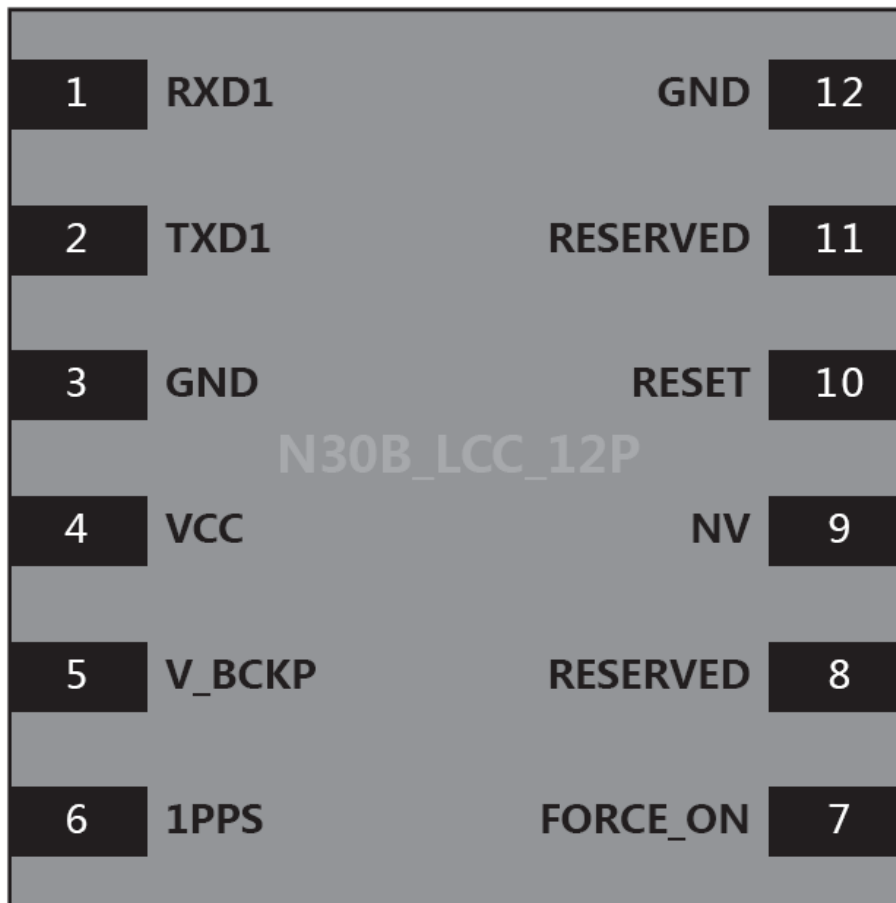 1 RXD1 GND 12
2 TXD1 RESERVED 11
3 GND RESET 10
N30B_LCC_12P
4 VCC NV 9
5 V_BCKP RESERVED 8
6 1PPS FORCE_ON 7